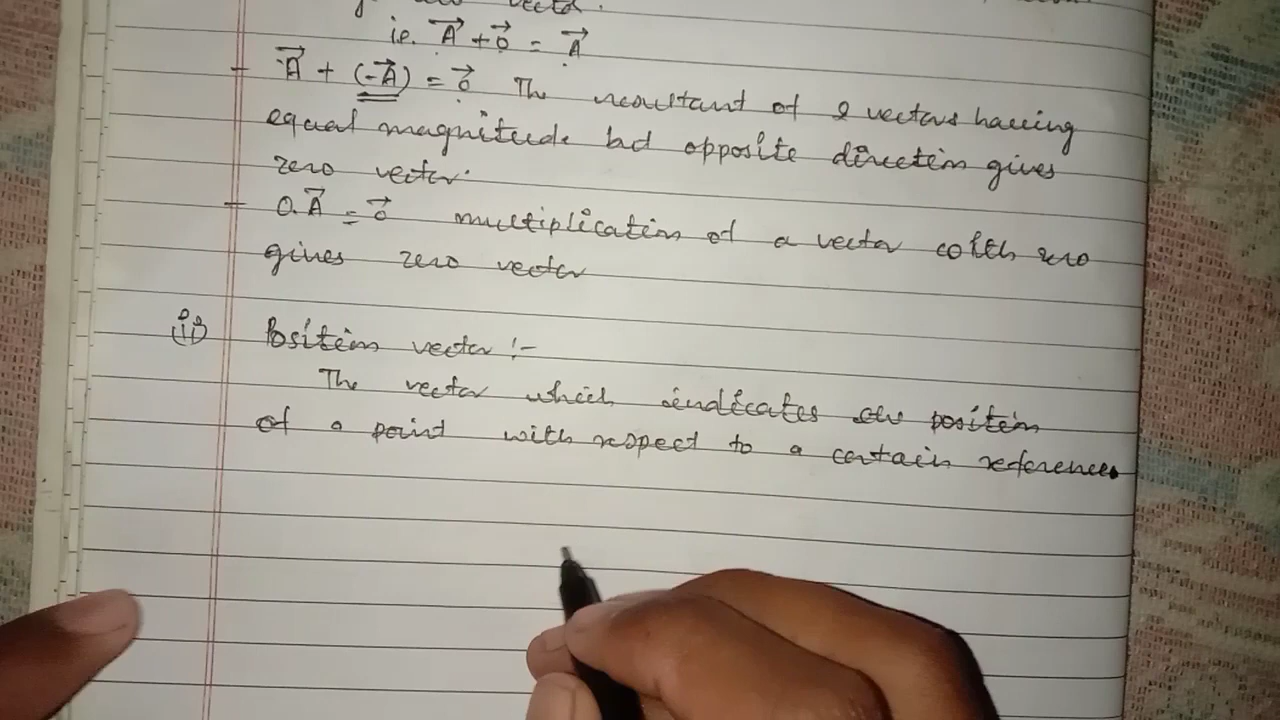 vector.
i.e. A⃗ + 0⃗ = A⃗
+ A⃗ + (-A⃗) = 0⃗ The resultant of 2 vectors having
equal magnitude bd opposite direction gives
zero vector.
+ 0.A⃗ = 0⃗ multiplication of a vector with zero
gives zero vector
(ii) Position vector :-
The vector which indicates the position
of a point with respect to a certain reference